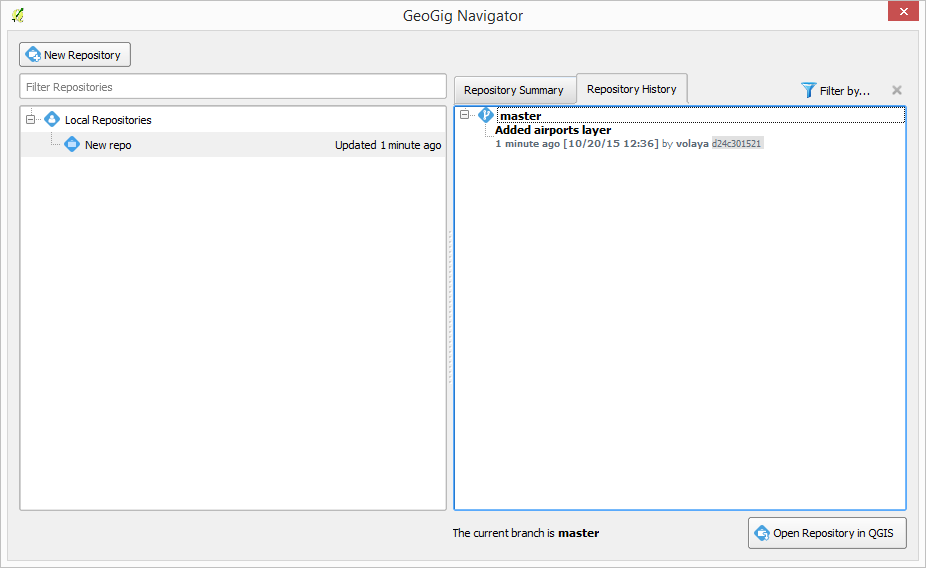 GeoGig Navigator
New Repository
Filter Repositories
Local Repositories
New repo Updated 1 minute ago
Repository Summary Repository History Filter by...
master
Added airports layer
1 minute ago [10/20/15 12:36] by volaya d24c301521
The current branch is master
Open Repository in QGIS